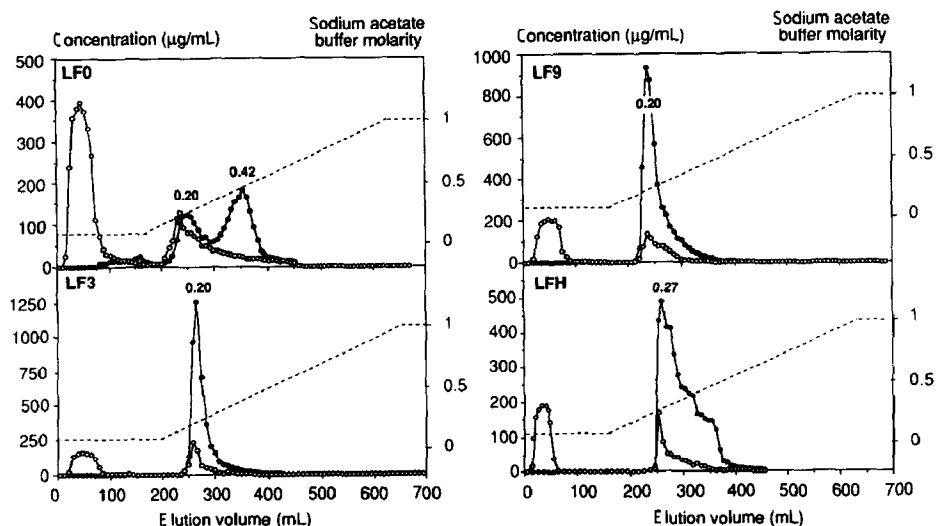 Concentration (µg/mL)
Sodium acetate
buffer molarity
LF0
500
400
300
200
100
0
0.20
0.42
1
0.5
0
LF3
1250
1000
750
500
250
0
0.20
1
0.5
0
0 100 200 300 400 500 600 700
Elution volume (mL)
Concentration (µg/mL)
Sodium acetate
buffer molarity
LF9
1000
800
600
400
200
0
0.20
1
0.5
0
LFH
500
400
300
200
100
0
0.27
1
0.5
0
0 100 200 300 400 500 600 700
Elution volume (mL)